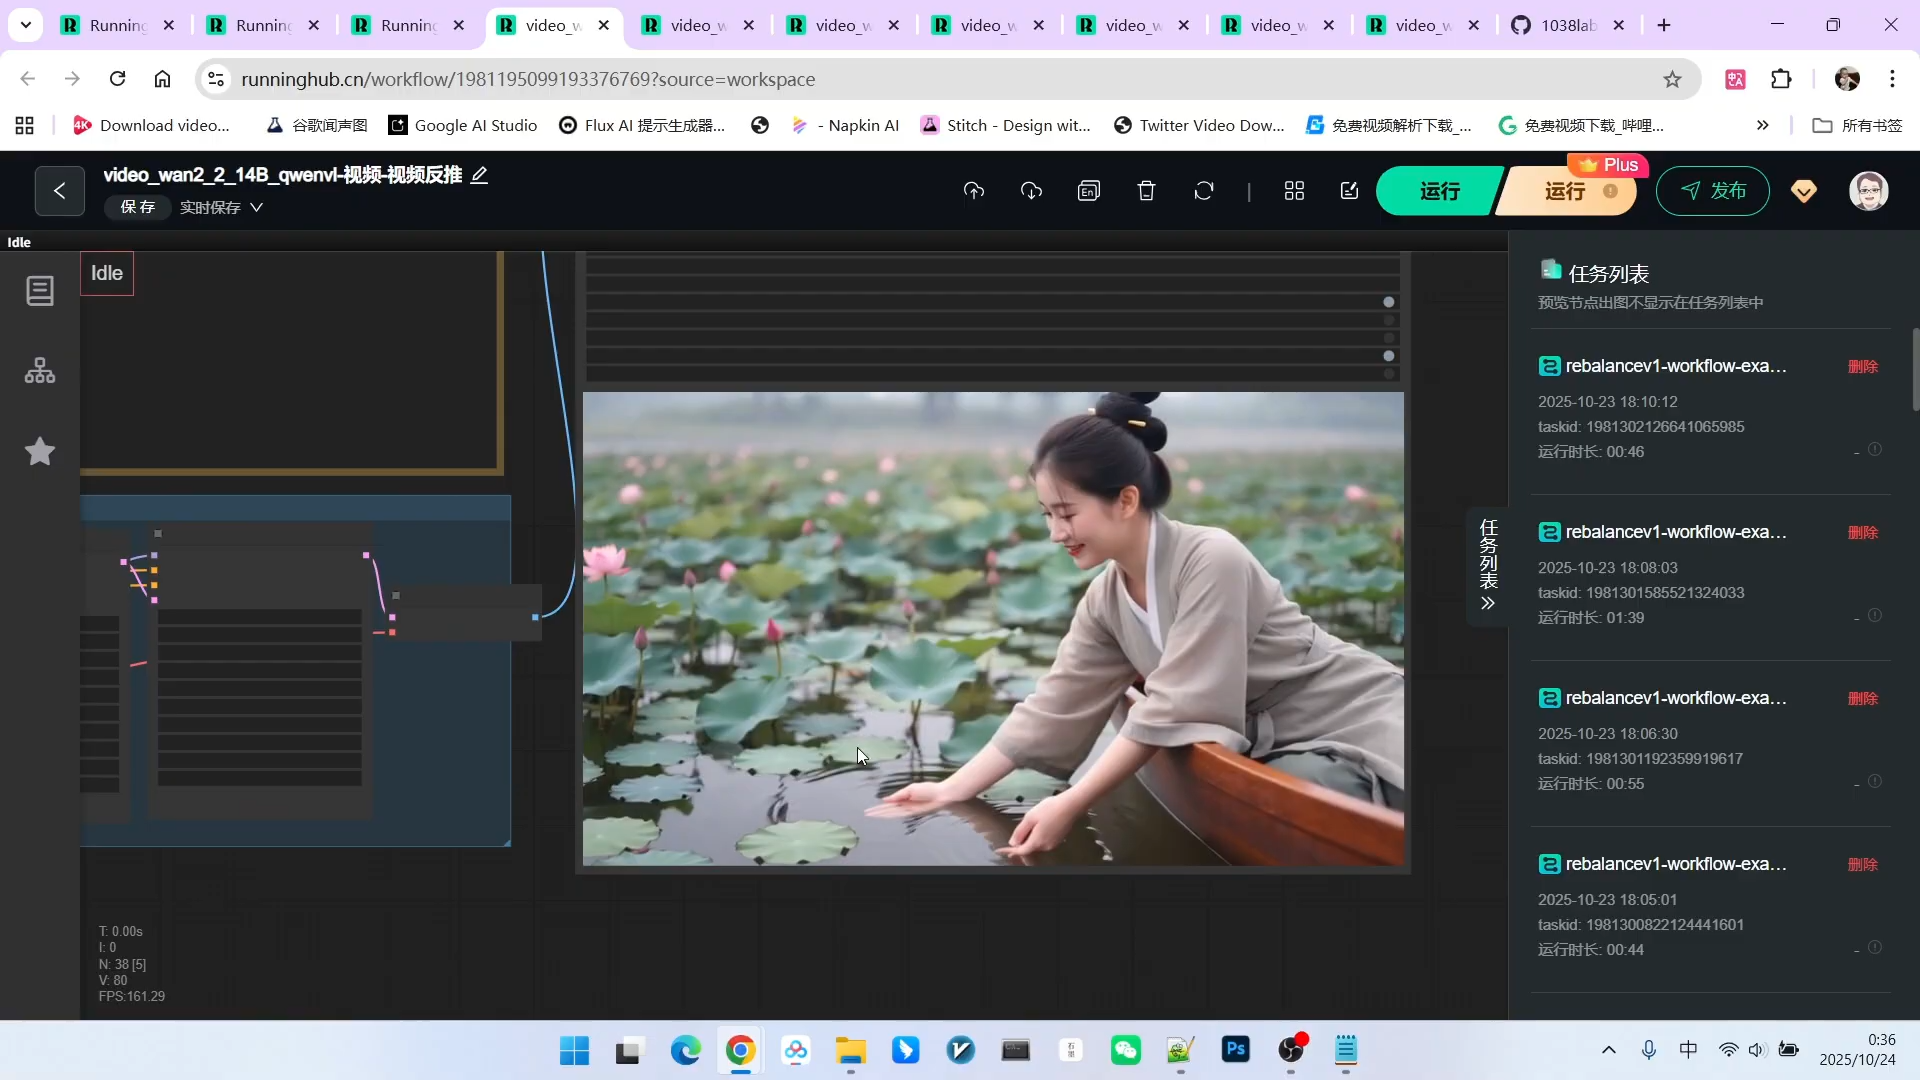 Running
Running
Running
video_w
video_w
video_w
video_w
video_w
video_w
video_w
1038lab
runninghub.cn/workflow/1981195099193376769?source=workspace
Download video...
谷歌闻声图
Google AI Studio
Flux AI 提示生成器...
- Napkin AI
Stitch - Design wit...
Twitter Video Dow...
免费视频解析下载_...
免费视频下载_哔哩...
所有书签
video_wan2_2_14B_qwenvl-视频-视频反推
保存
实时保存
运行
运行
Plus
发布
Idle
Idle
任务列表
任务列表
预览节点出图不显示在任务列表中
rebalancev1-workflow-exa...
删除
2025-10-23 18:10:12
taskid: 1981302126641065985
运行时长: 00:46
-
rebalancev1-workflow-exa...
删除
2025-10-23 18:08:03
taskid: 1981301585521324033
运行时长: 01:39
-
rebalancev1-workflow-exa...
删除
2025-10-23 18:06:30
taskid: 1981301192359919617
运行时长: 00:55
-
rebalancev1-workflow-exa...
删除
2025-10-23 18:05:01
taskid: 1981300822124441601
运行时长: 00:44
-
T: 0.00s
I: 0
N: 38 [5]
V: 80
FPS:161.29
Ps
中
0:36
2025/10/24